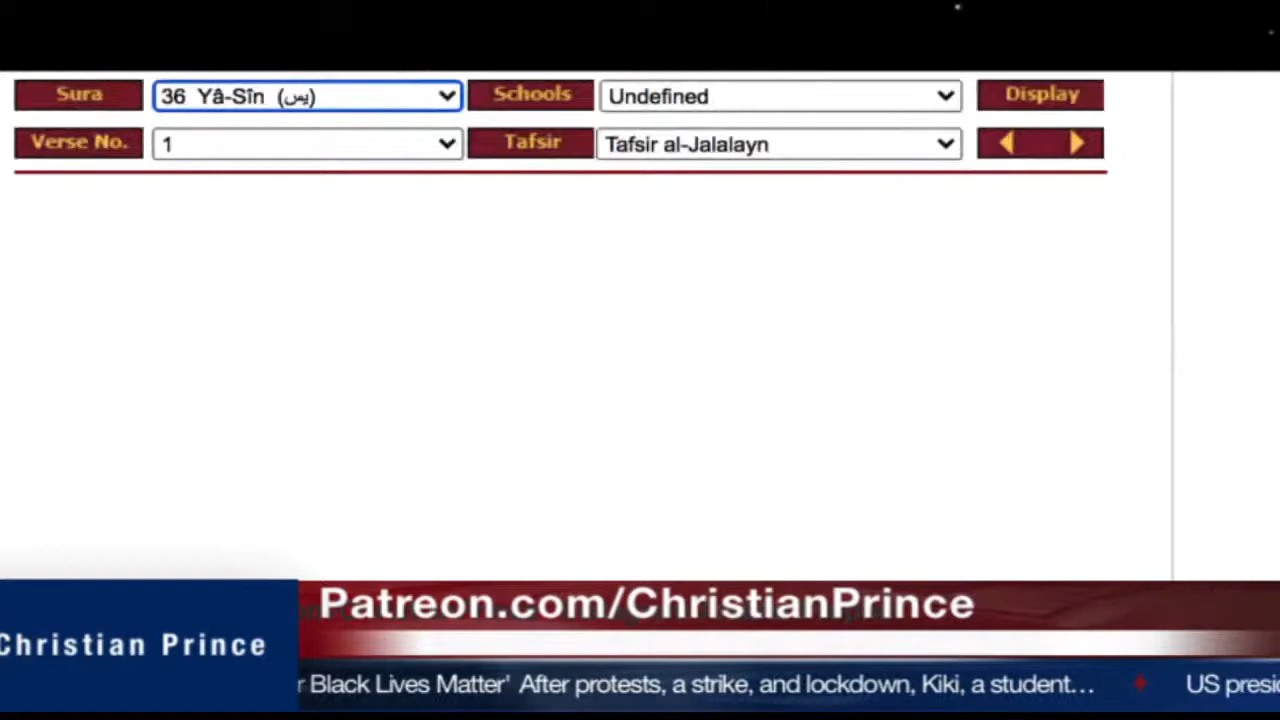 Sura 36 Yâ-Sîn (يس) Schools Undefined Display
Verse No. 1 Tafsir Tafsir al-Jalalayn
Patreon.com/ChristianPrince
Christian Prince
r Black Lives Matter' After protests, a strike, and lockdown, Kiki, a student… US presi